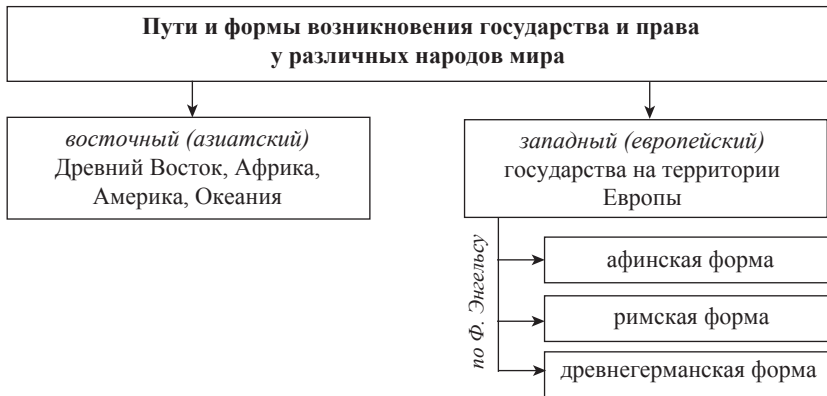 Пути и формы возникновения государства и права
у различных народов мира
восточный (азиатский)
Древний Восток, Африка,
Америка, Океания
западный (европейский)
государства на территории
Европы
по Ф. Энгельсу
афинская форма
римская форма
древнегерманская форма